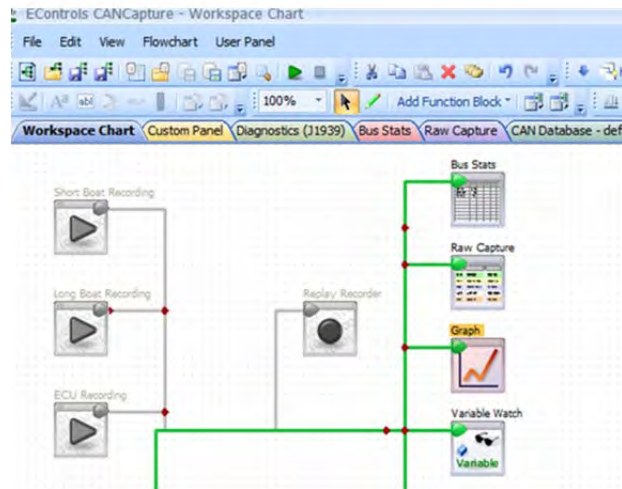 EControls CANCapture - Workspace Chart
File Edit View Flowchart User Panel
100% Add Function Block
Workspace Chart Custom Panel Diagnostics (J1939) Bus Stats Raw Capture CAN Database - def
Bus Stats
Short Boat Recording
Raw Capture
Long Boat Recording
Replay Recorder
Graph
ECU Recording
Variable Watch
Variable